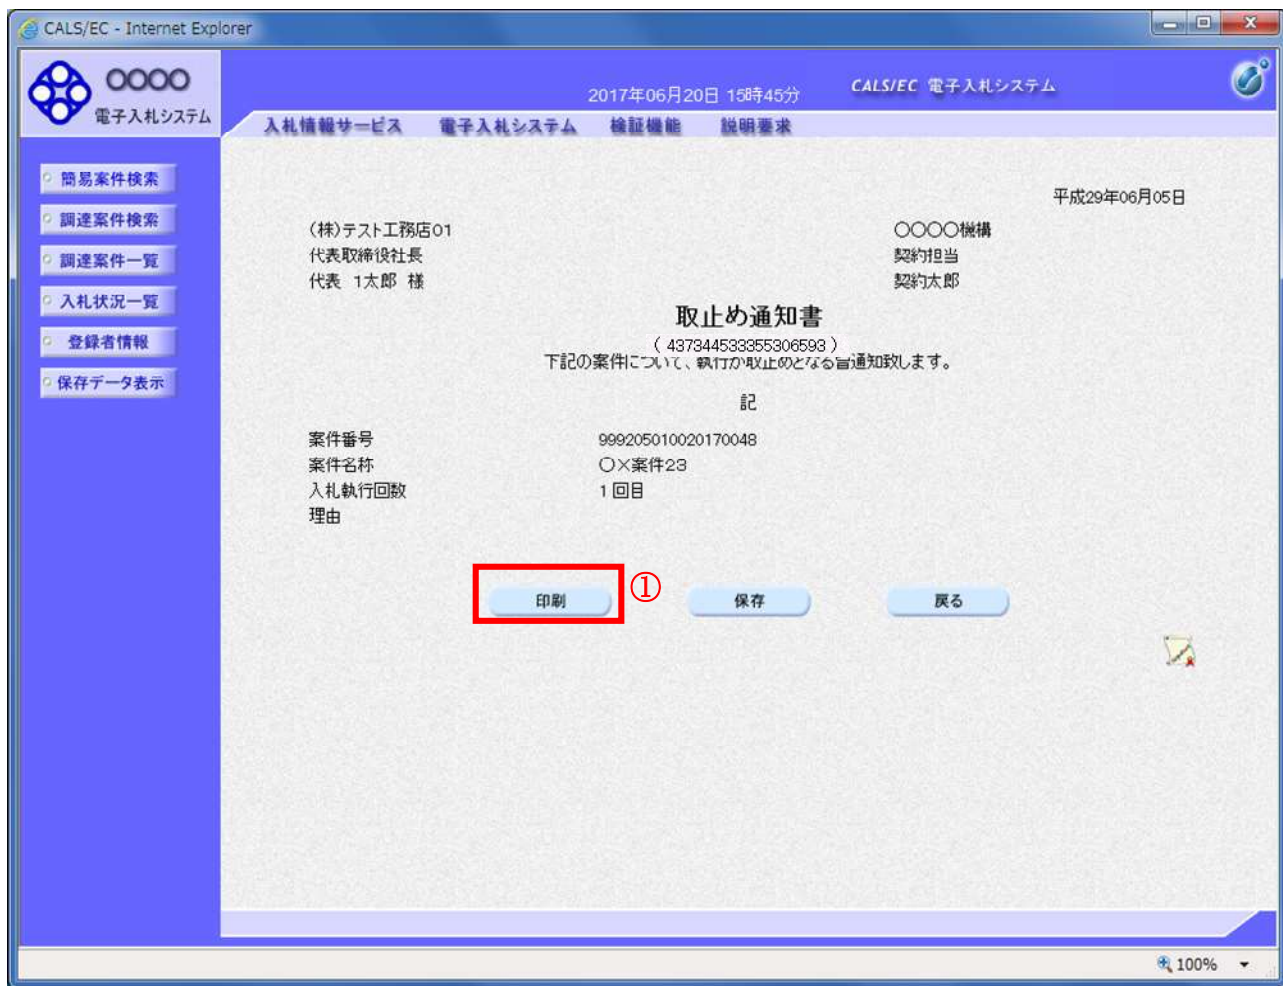 CALS/EC - Internet Explorer
〇〇〇〇
電子入札システム
2017年06月20日 15時45分
CALS/EC 電子入札システム
入札情報サービス 電子入札システム 検証機能 説明要求
簡易案件検索
調達案件検索
調達案件一覧
入札状況一覧
登録者情報
保存データ表示
平成29年06月05日
(株)テスト工務店01
代表取締役社長
代表 1太郎 様
〇〇〇〇機構
契約担当
契約太郎
取止め通知書
( 437344533355306593 )
下記の案件について、執行が取止めとなる旨通知致します。
記
案件番号 999205010020170048
案件名称 〇×案件23
入札執行回数 1回目
理由
印刷 ① 保存 戻る
100%